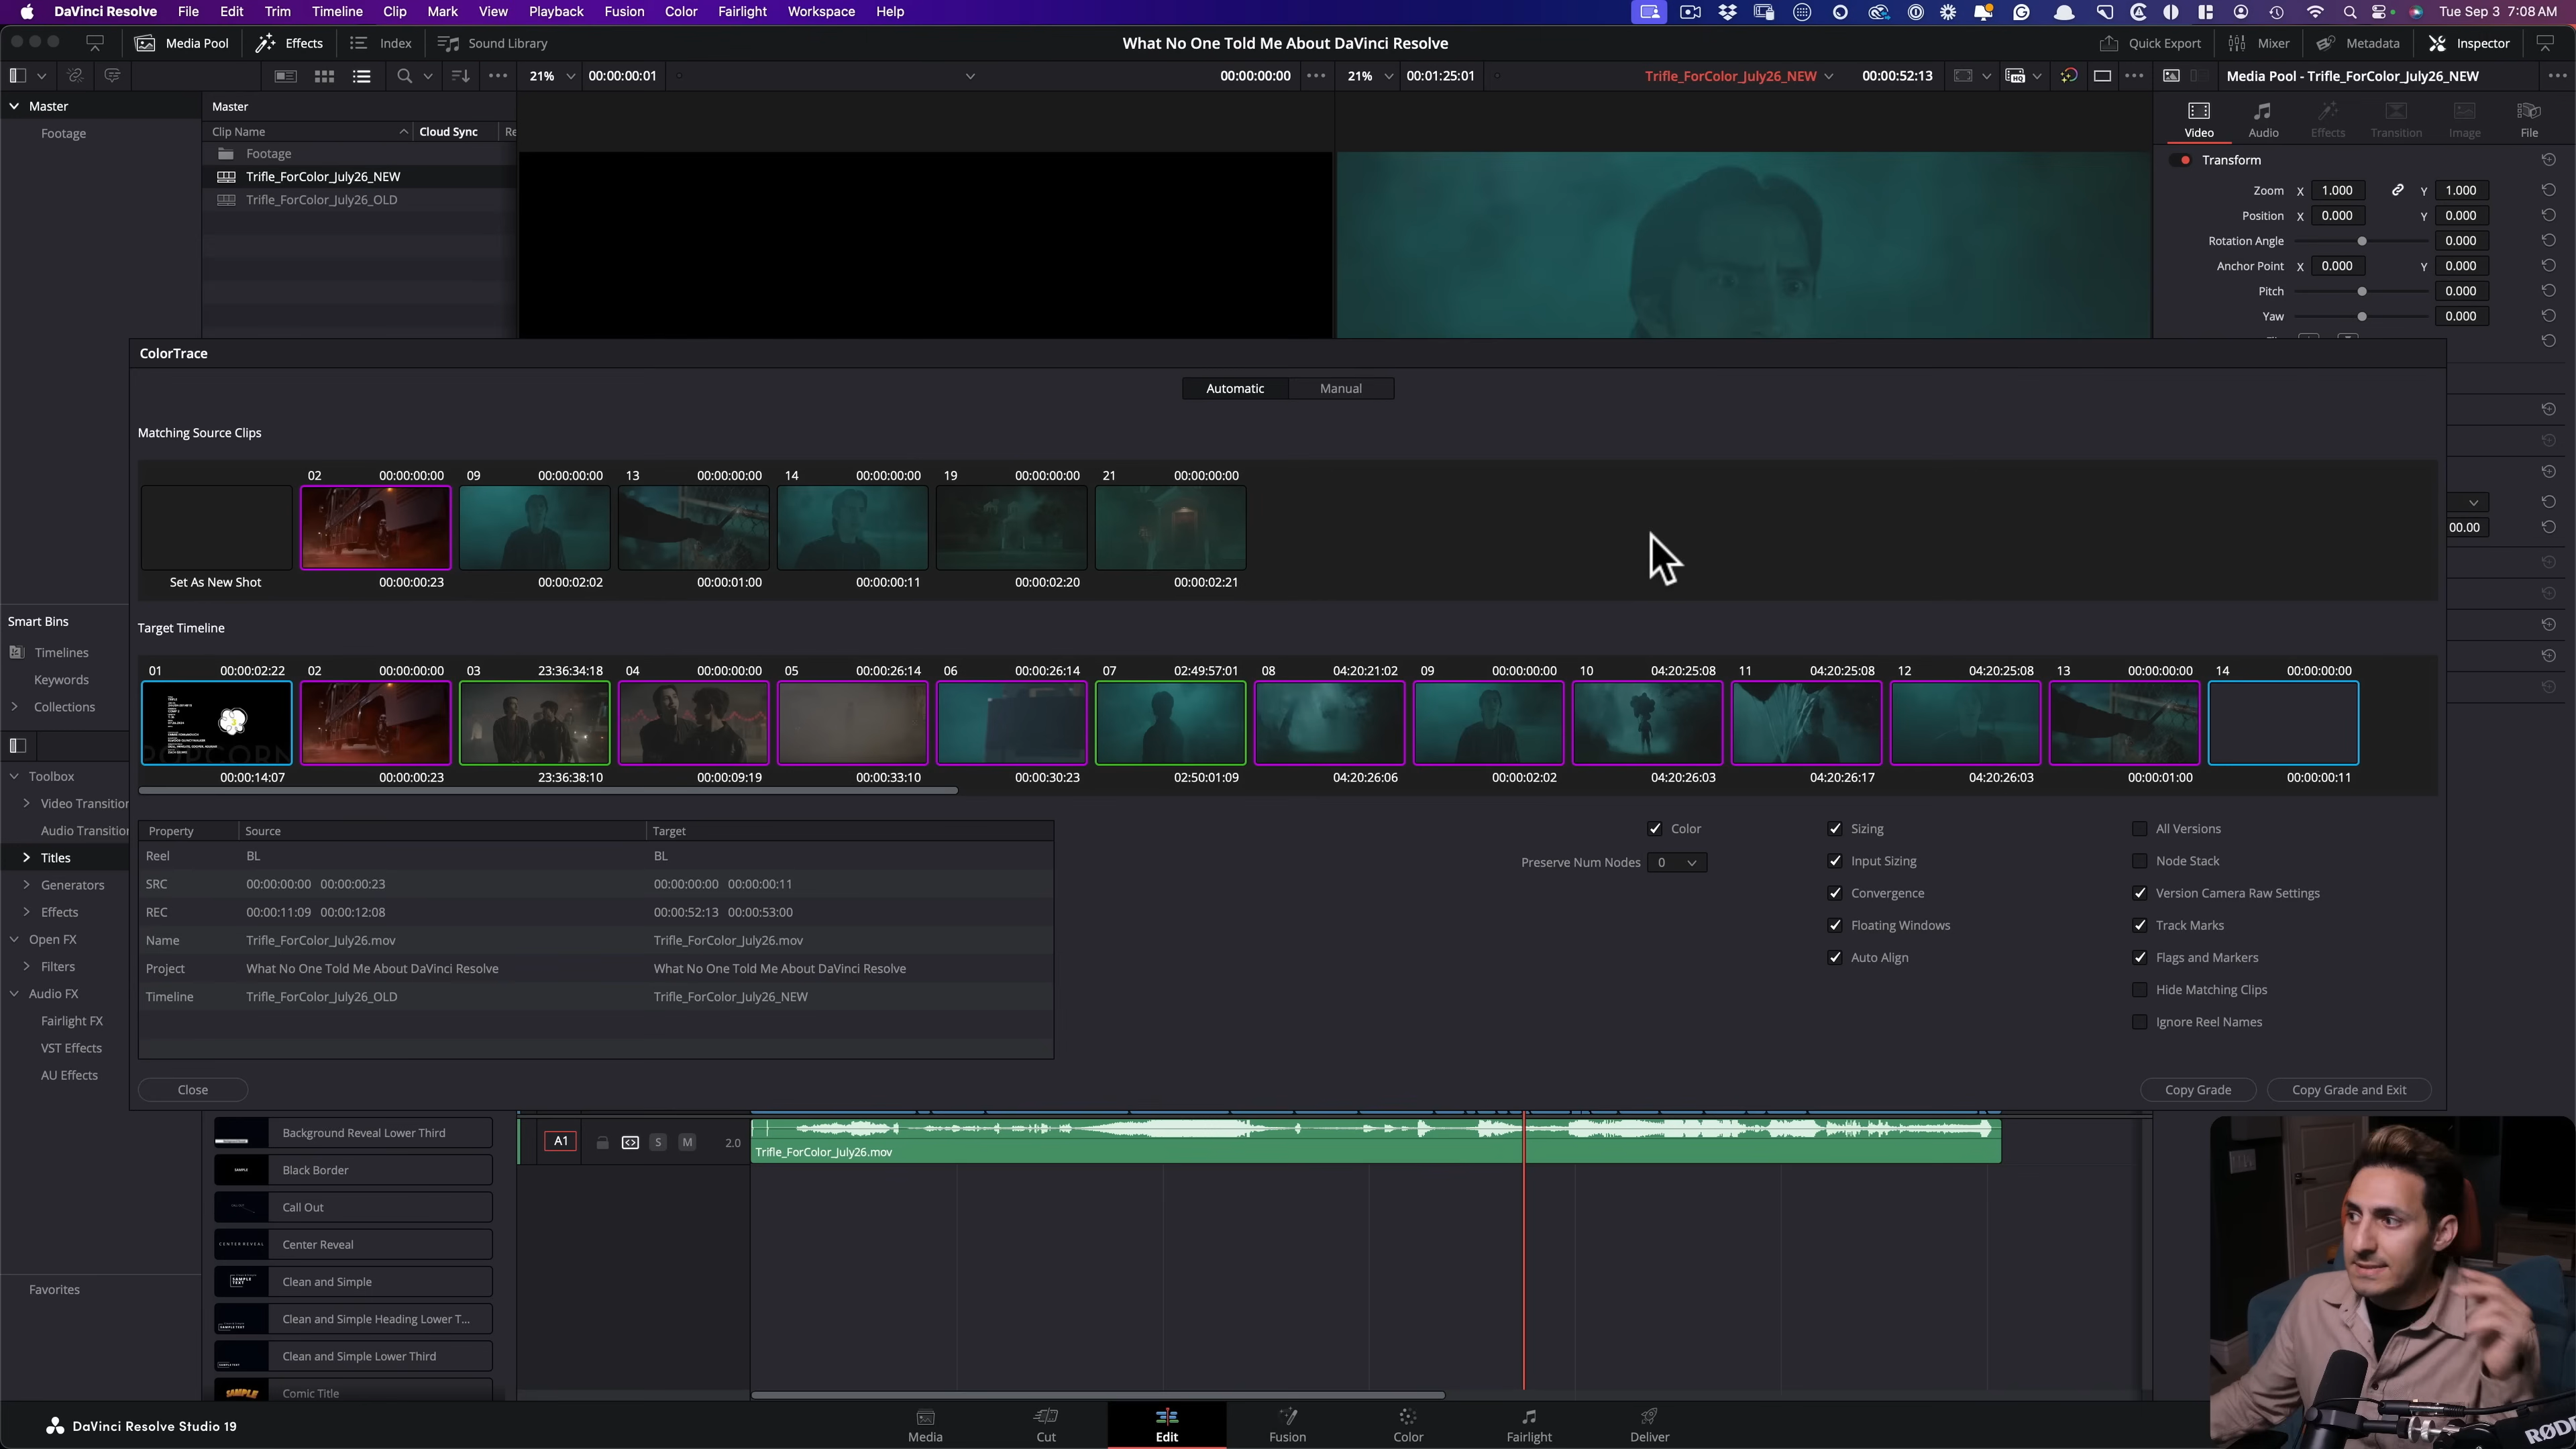 DaVinci Resolve File Edit Trim Timeline Clip Mark View Playback Fusion Color Fairlight Workspace Help Tue Sep 3 7:08 AM
Media Pool Effects Index Sound Library What No One Told Me About DaVinci Resolve Quick Export Mixer Metadata Inspector
21% 00:00:00:01 00:00:00:00 21% 00:01:25:01 Trifle_ForColor_July26_NEW 00:00:52:13 Media Pool - Trifle_ForColor_July26_NEW
Master Master
Clip Name Cloud Sync Re
Footage
Footage
Trifle_ForColor_July26_NEW
Trifle_ForColor_July26_OLD
Video Audio Effects Transition Image File
Transform
Zoom X 1.000 Y 1.000
Position X 0.000 Y 0.000
Rotation Angle 0.000
Anchor Point X 0.000 Y 0.000
Pitch 0.000
Yaw 0.000
00.00
ColorTrace
Automatic Manual
Matching Source Clips
02 00:00:00:00 09 00:00:00:00 13 00:00:00:00 14 00:00:00:00 19 00:00:00:00 21 00:00:00:00
Set As New Shot 00:00:00:23 00:00:02:02 00:00:01:00 00:00:00:11 00:00:02:20 00:00:02:21
Target Timeline
01 00:00:02:22 02 00:00:00:00 03 23:36:34:18 04 00:00:00:00 05 00:00:26:14 06 00:00:26:14 07 02:49:57:01 08 04:20:21:02 09 00:00:00:00 10 04:20:25:08 11 04:20:25:08 12 04:20:25:08 13 00:00:00:00 14 00:00:00:00
POPCORN
00:00:14:07 00:00:00:23 23:36:38:10 00:00:09:19 00:00:33:10 00:00:30:23 02:50:01:09 04:20:26:06 00:00:02:02 04:20:26:03 04:20:26:17 04:20:26:03 00:00:01:00 00:00:00:11
Property Source Target
Reel BL BL
SRC 00:00:00:00 00:00:00:23 00:00:00:00 00:00:00:11
REC 00:00:11:09 00:00:12:08 00:00:52:13 00:00:53:00
Name Trifle_ForColor_July26.mov Trifle_ForColor_July26.mov
Project What No One Told Me About DaVinci Resolve What No One Told Me About DaVinci Resolve
Timeline Trifle_ForColor_July26_OLD Trifle_ForColor_July26_NEW
Color
Preserve Num Nodes 0
Sizing
Input Sizing
Convergence
Floating Windows
Auto Align
All Versions
Node Stack
Version Camera Raw Settings
Track Marks
Flags and Markers
Hide Matching Clips
Ignore Reel Names
Close Copy Grade Copy Grade and Exit
Smart Bins
Timelines
Keywords
Collections
Toolbox
Video Transitior
Audio Transitior
Titles
Generators
Effects
Open FX
Filters
Audio FX
Fairlight FX
VST Effects
AU Effects
Favorites
Background Reveal Lower Third
Black Border
Call Out
CENTER REVEAL Center Reveal
SAMPLE TEXT Clean and Simple
Clean and Simple Heading Lower T...
Clean and Simple Lower Third
SAMPLE Comic Title
A1 S M 2.0
Trifle_ForColor_July26.mov
DaVinci Resolve Studio 19
Media Cut Edit Fusion Color Fairlight Deliver
RØDE